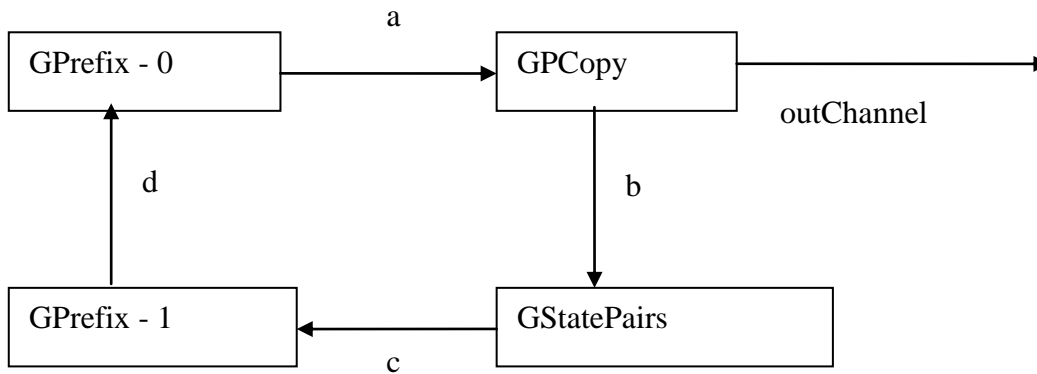 a
GPrefix - 0
GPCopy
outChannel
d
b
GPrefix - 1
GStatePairs
c